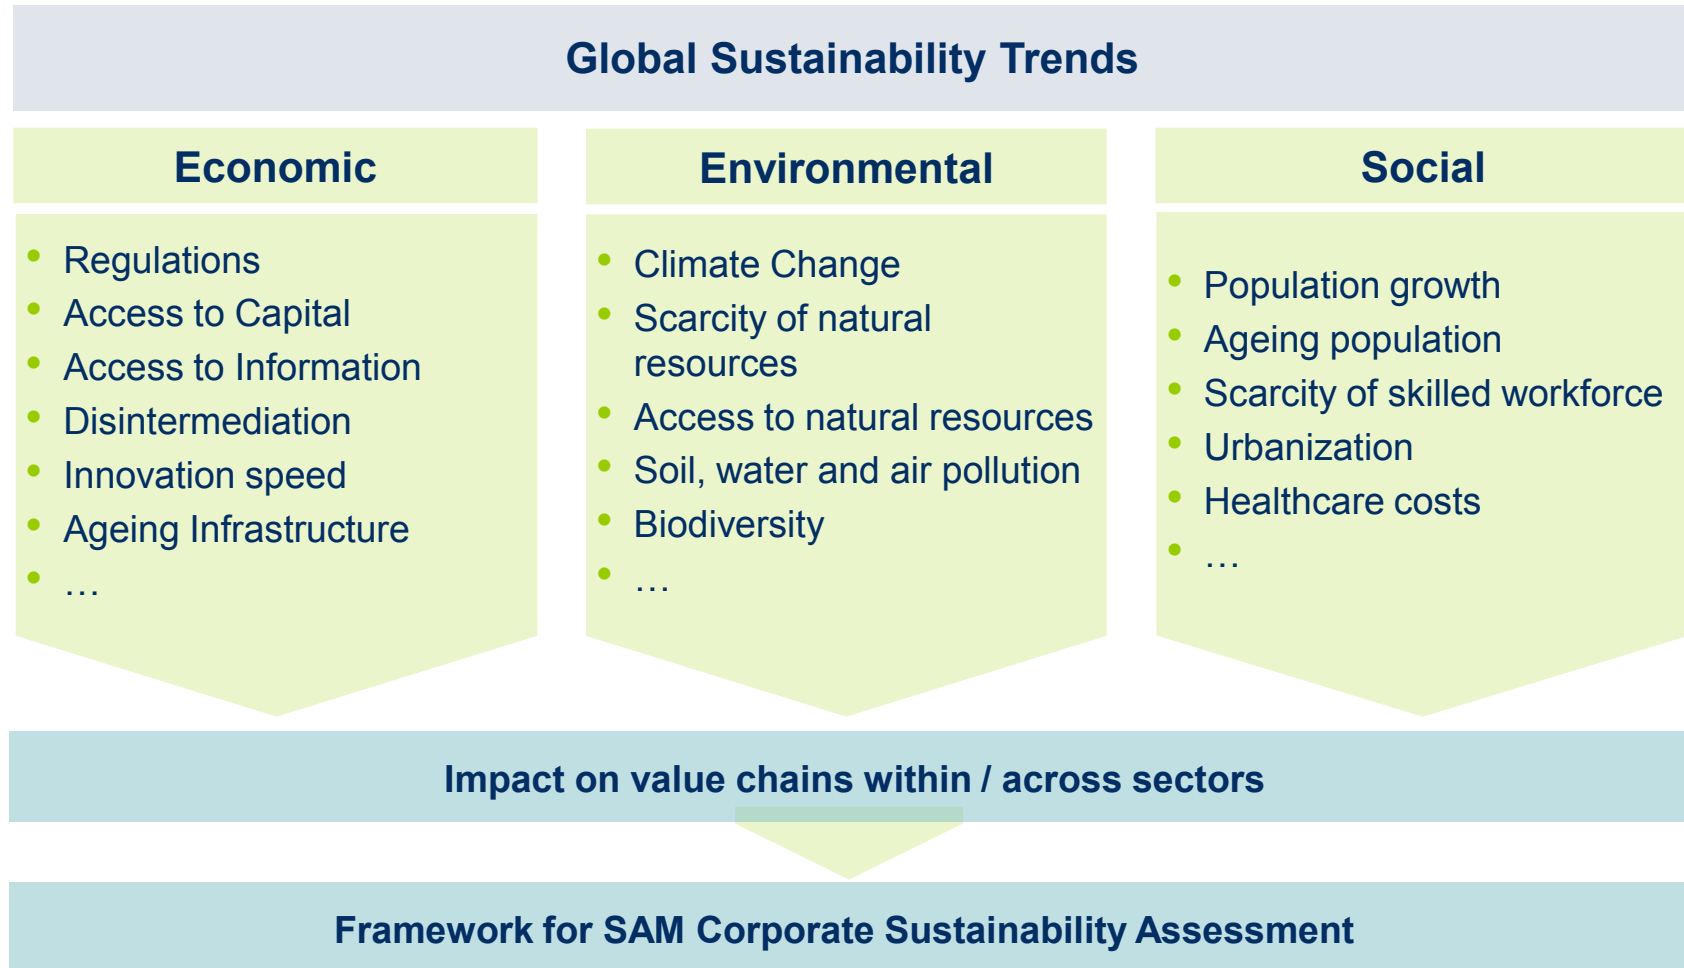 Global Sustainability Trends
Economic
• Regulations
• Access to Capital
• Access to Information
• Disintermediation
• Innovation speed
• Ageing Infrastructure
• …
Environmental
• Climate Change
• Scarcity of natural
resources
• Access to natural resources
• Soil, water and air pollution
• Biodiversity
• …
Social
• Population growth
• Ageing population
• Scarcity of skilled workforce
• Urbanization
• Healthcare costs
• …
Impact on value chains within / across sectors
Framework for SAM Corporate Sustainability Assessment